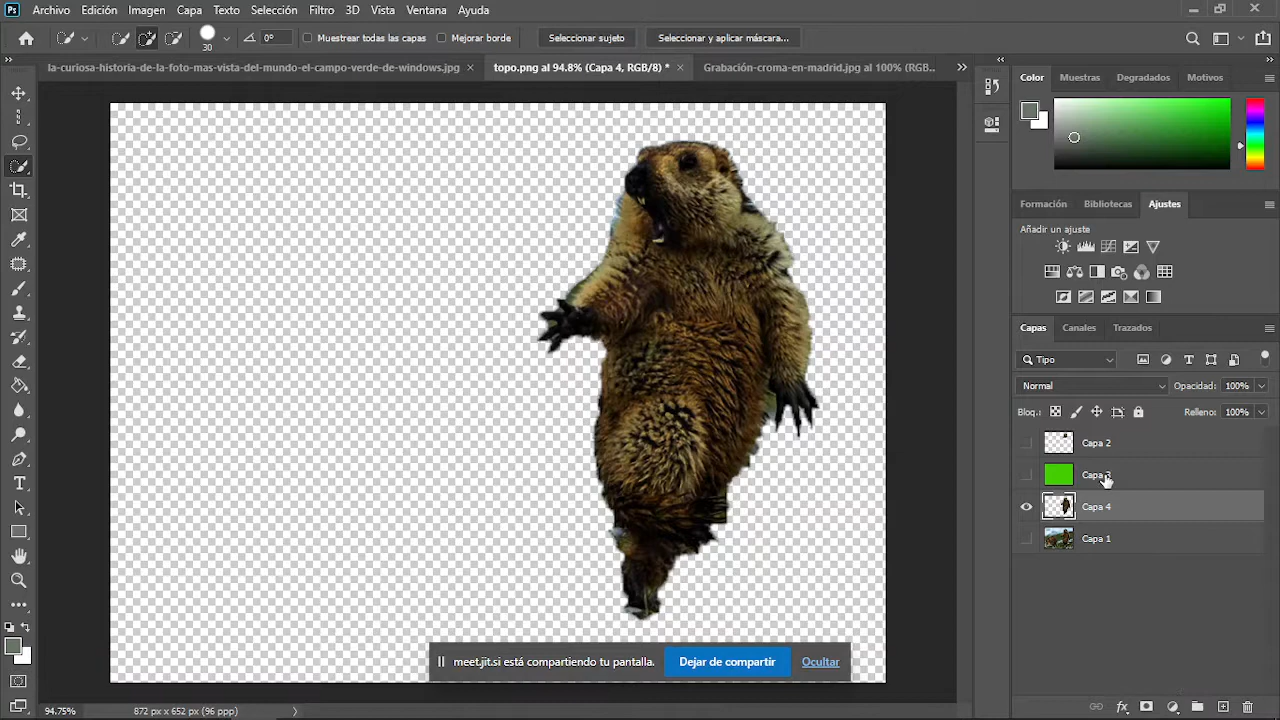 Ps Archivo Edición Imagen Capa Texto Selección Filtro 3D Vista Ventana Ayuda
30 0° Muestrear todas las capas Mejorar borde Seleccionar sujeto Seleccionar y aplicar máscara...
la-curiosa-historia-de-la-foto-mas-vista-del-mundo-el-campo-verde-de-windows.jpg × topo.png al 94.8% (Capa 4, RGB/8) * × Grabación-croma-en-madrid.jpg al 100% (RGB...
Color Muestras Degradados Motivos
Formación Bibliotecas Ajustes
Añadir un ajuste
Capas Canales Trazados
Tipo
Normal Opacidad: 100%
Bloq.: Relleno: 100%
Capa 2
Capa 3
Capa 4
Capa 1
meet.jit.si está compartiendo tu pantalla. Dejar de compartir Ocultar
94.75% 872 px x 652 px (96 ppp)